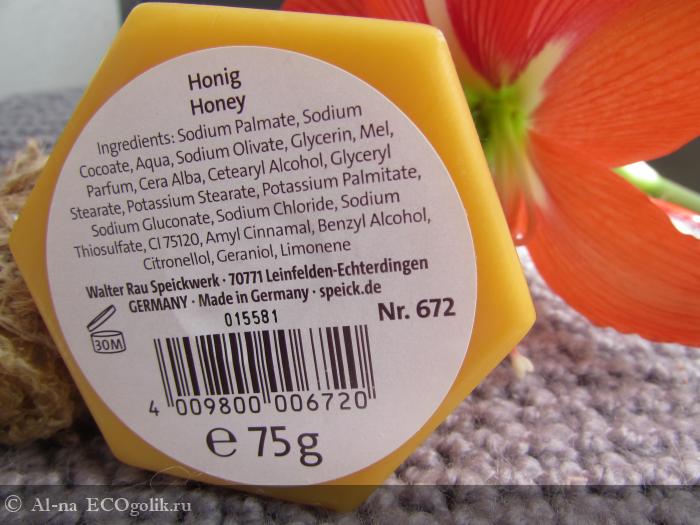 Honig
Honey
Ingredients: Sodium Palmate, Sodium
Cocoate, Aqua, Sodium Olivate, Glycerin, Mel,
Parfum, Cera Alba, Cetearyl Alcohol, Glyceryl
Stearate, Potassium Stearate, Potassium Palmitate,
Sodium Gluconate, Sodium Chloride, Sodium
Thiosulfate, CI 75120, Amyl Cinnamal, Benzyl Alcohol,
Citronellol, Geraniol, Limonene
Walter Rau Speickwerk · 70771 Leinfelden-Echterdingen
GERMANY · Made in Germany · speick.de
015581
Nr. 672
30M
4 009800 006720
e 75 g
© Al-na ECOgolik.ru